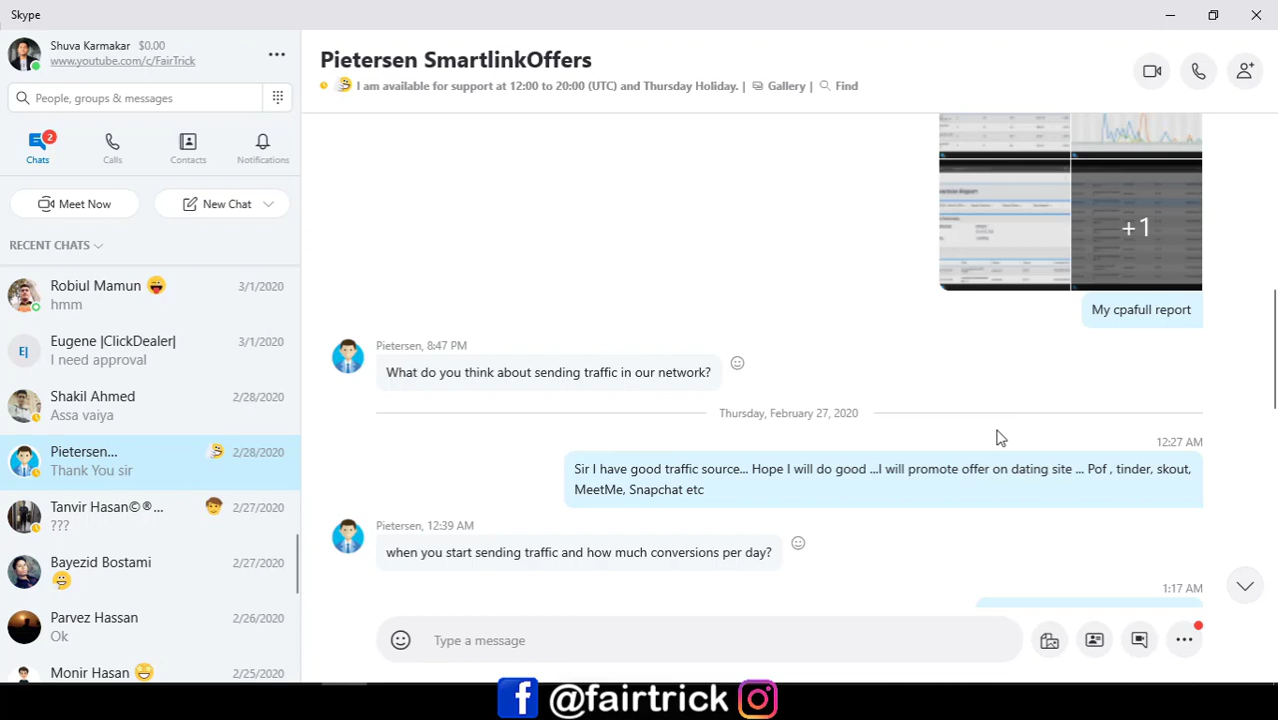 Skype
Shuva Karmakar $0.00
www.youtube.com/c/FairTrick
People, groups & messages
2
Chats Calls Contacts Notifications
Meet Now New Chat
RECENT CHATS
Robiul Mamun 3/1/2020
hmm
Eugene |ClickDealer| 3/1/2020
I need approval
E|
Shakil Ahmed 2/28/2020
Assa vaiya
Pietersen... 2/28/2020
Thank You sir
Tanvir Hasan©®... 2/27/2020
???
Bayezid Bostami 2/27/2020
Parvez Hassan 2/26/2020
Ok
Monir Hasan 2/25/2020
Pietersen SmartlinkOffers
I am available for support at 12:00 to 20:00 (UTC) and Thursday Holiday. | Gallery | Find
+1
My cpafull report
Pietersen, 8:47 PM
What do you think about sending traffic in our network?
Thursday, February 27, 2020
12:27 AM
Sir I have good traffic source... Hope I will do good ...I will promote offer on dating site ... Pof , tinder, skout,
MeetMe, Snapchat etc
Pietersen, 12:39 AM
when you start sending traffic and how much conversions per day?
1:17 AM
Type a message
f @fairtrick